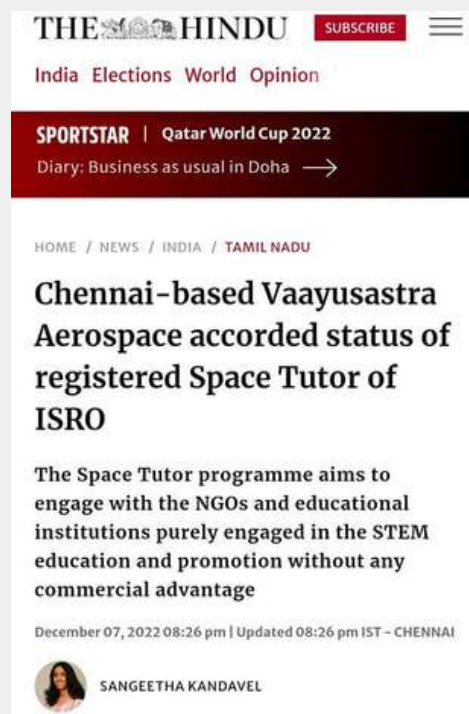 THE HINDU SUBSCRIBE
India Elections World Opinion
SPORTSTAR | Qatar World Cup 2022
Diary: Business as usual in Doha →
HOME / NEWS / INDIA / TAMIL NADU
Chennai-based Vaayusastra
Aerospace accorded status of
registered Space Tutor of
ISRO
The Space Tutor programme aims to
engage with the NGOs and educational
institutions purely engaged in the STEM
education and promotion without any
commercial advantage
December 07, 2022 08:26 pm | Updated 08:26 pm IST - CHENNAI
SANGEETHA KANDAVEL